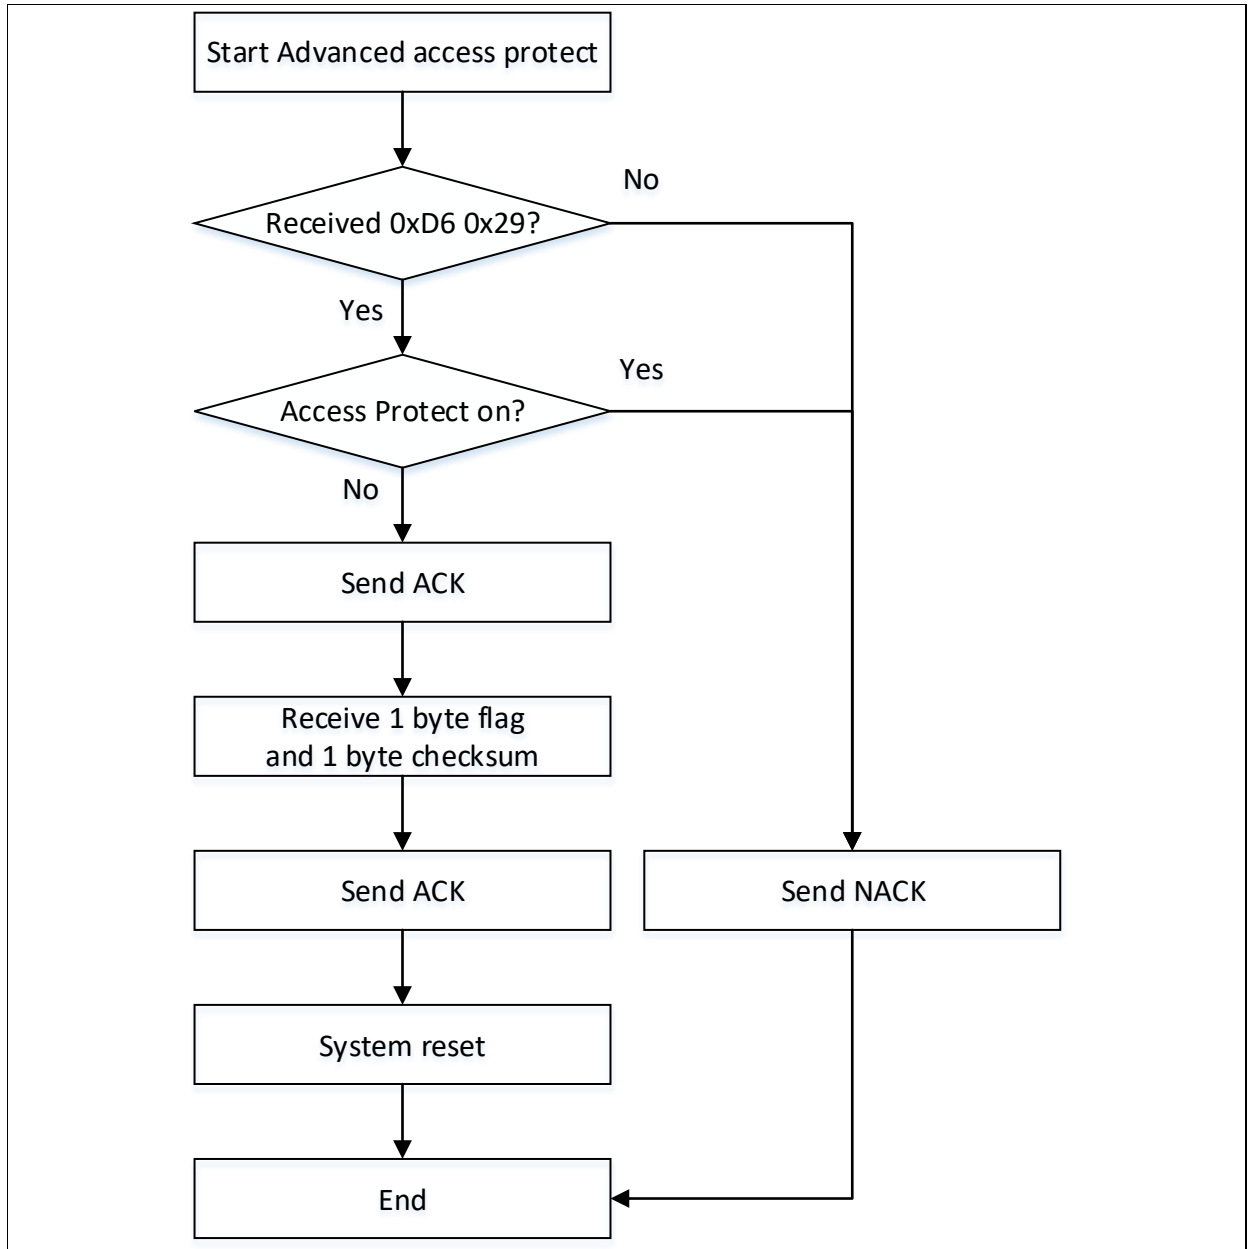 Start Advanced access protect
No
Received 0xD6 0x29?
Yes
Yes
Access Protect on?
No
Send ACK
Receive 1 byte flag
and 1 byte checksum
Send ACK
Send NACK
System reset
End